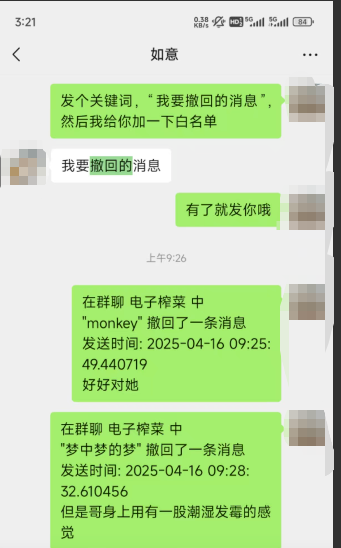 3:21
0.38
KB/s
HD
5G
5G
84
如意
发个关键词，“我要撤回的消息”，
然后我给你加一下白名单
我要撤回的消息
有了就发你哦
上午9:26
在群聊 电子榨菜 中
"monkey" 撤回了一条消息
发送时间: 2025-04-16 09:25:
49.440719
好好对她
在群聊 电子榨菜 中
"梦中梦的梦" 撤回了一条消息
发送时间: 2025-04-16 09:28:
32.610456
但是哥身上用有一股潮湿发霉的感
觉